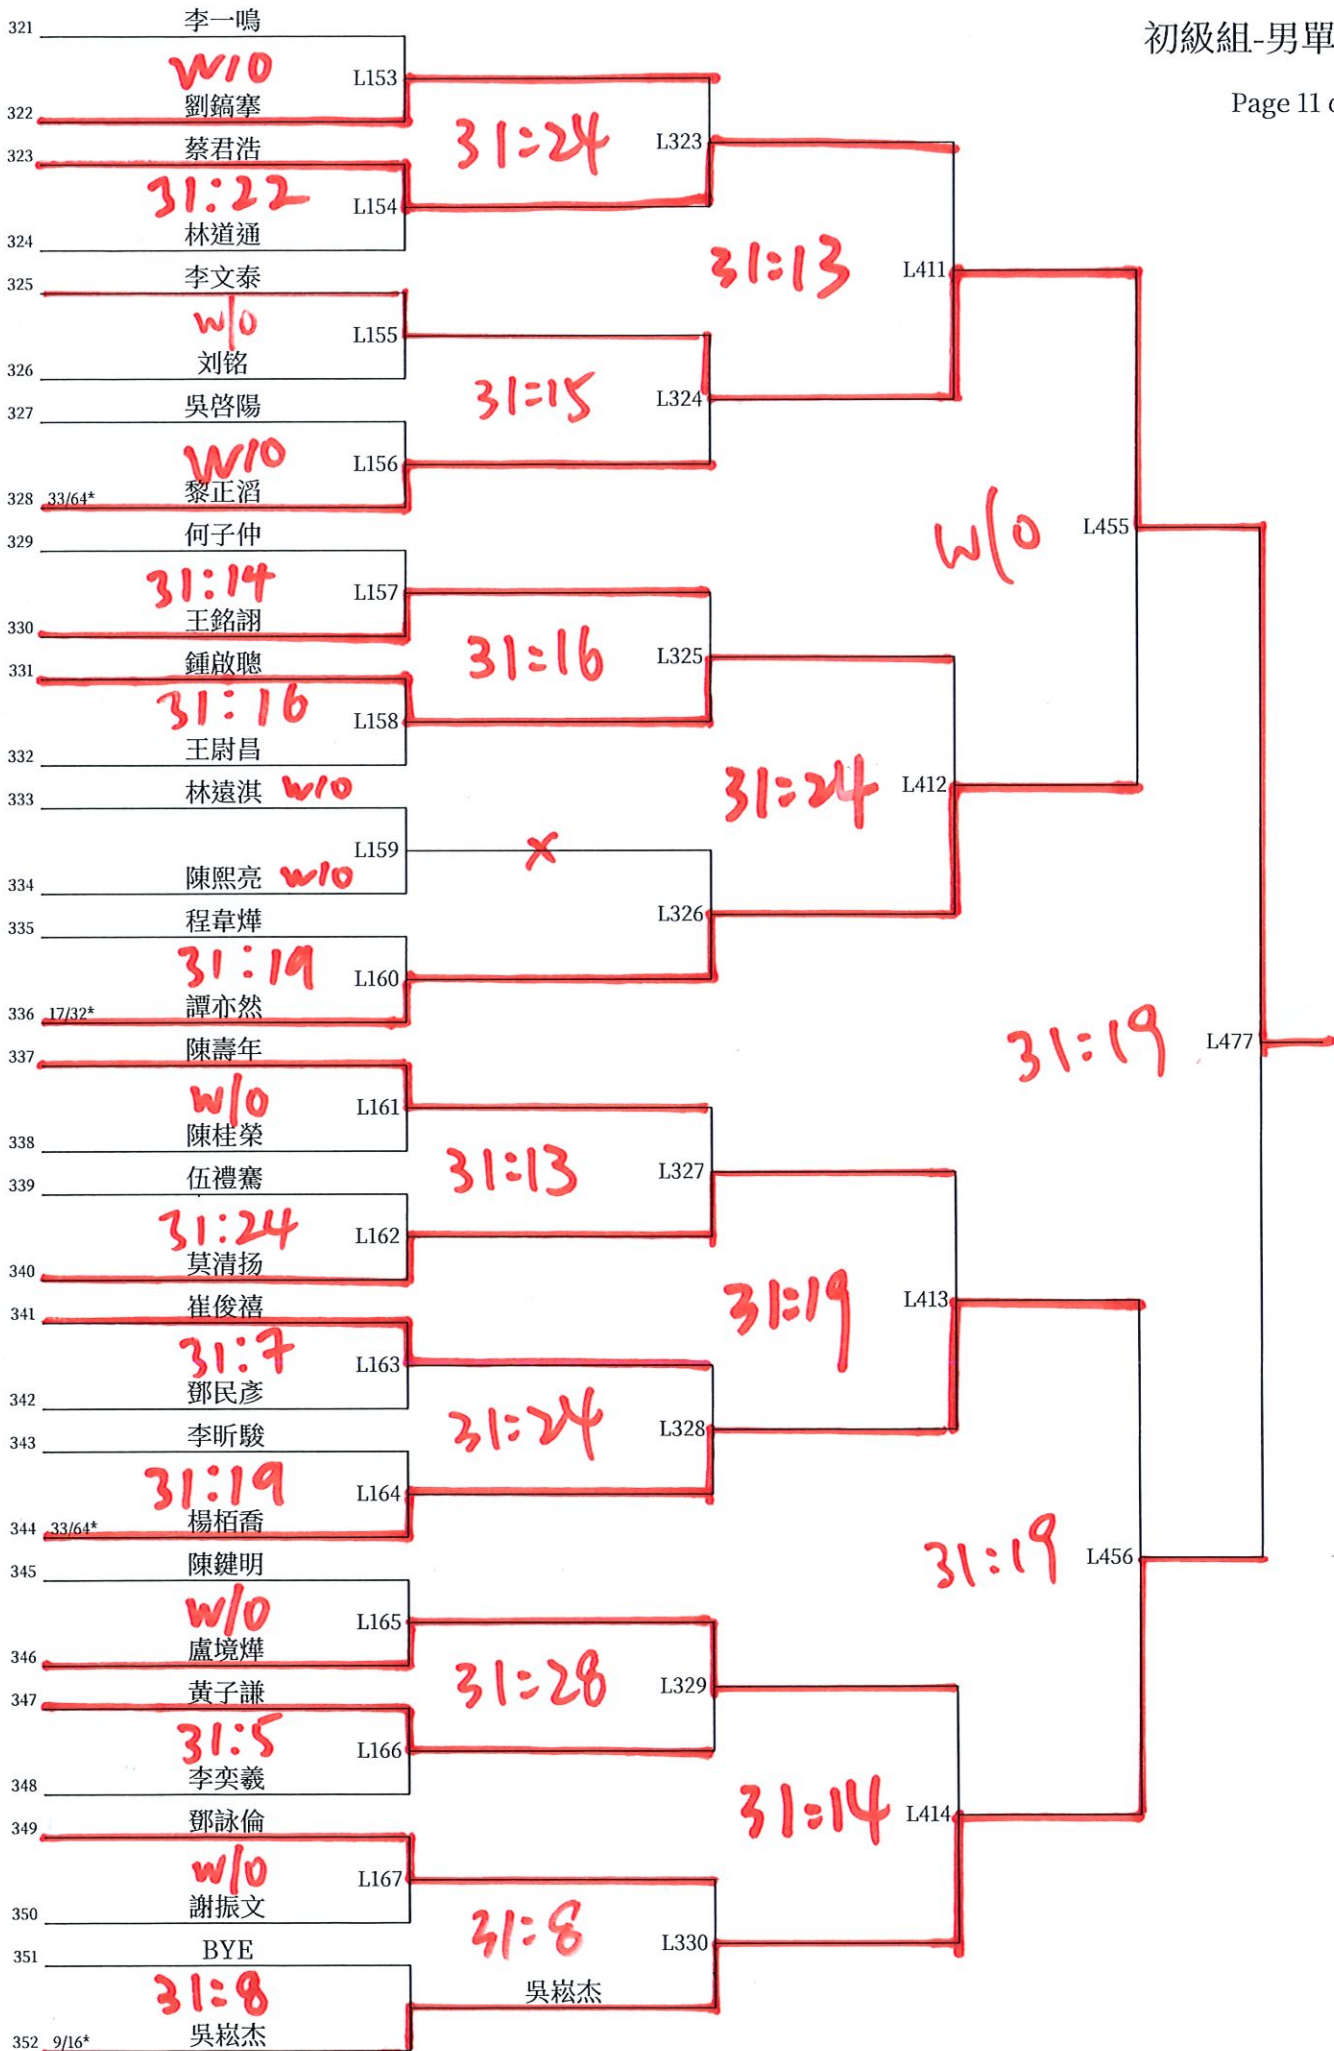 初級組-男單
Page 11
321 李一鳴
W/O L153
322 劉鎬搴
31:24 L323
323 蔡君浩
31:22 L154
324 林道通
31:13 L411
325 李文泰
w/o L155
326 刘铭
31:15 L324
327 吳啓陽
W/O L156
328 33/64* 黎正滔
w/o L455
329 何子仲
31:14 L157
330 王銘詡
31:16 L325
331 鍾啟聰
31:16 L158
332 王尉昌
31:24 L412
333 林遠淇 w/o
L159 x
334 陳熙亮 w/o
L326
335 程韋燁
31:19 L160
336 17/32* 譚亦然
31:19 L477
337 陳壽年
w/o L161
338 陳桂榮
31:13 L327
339 伍禮騫
31:24 L162
340 莫清扬
31:19 L413
341 崔俊禧
31:7 L163
342 鄧民彥
31:24 L328
343 李昕駿
31:19 L164
344 33/64* 楊栢喬
31:19 L456
345 陳鍵明
w/o L165
346 盧境燁
31:28 L329
347 黃子謙
31:5 L166
348 李奕羲
31:14 L414
349 鄧詠倫
w/o L167
350 謝振文
31:8 L330
351 BYE
31:8 吳崧杰
352 9/16* 吳崧杰